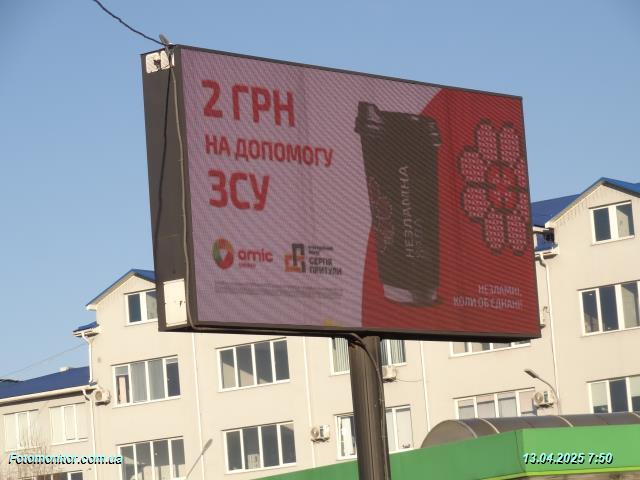 2 ГРН
НА ДОПОМОГУ
ЗСУ
amic
СЕРГІЯ
ПРИТУЛИ
НЕЗЛАМНА
НЕЗЛАМНІ,
КОЛИ ОБ'ЄДНАНІ!
Fotomonitor.com.ua
13.04.2025 7:50